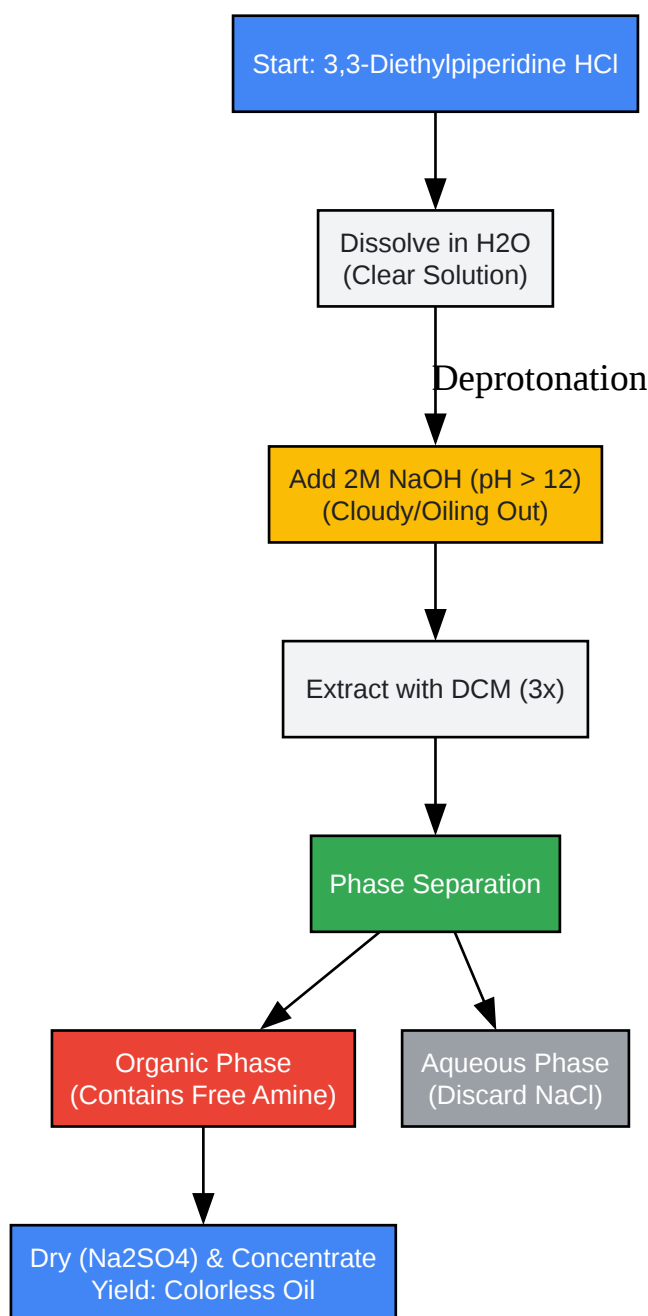 Start: 3,3-Diethylpiperidine HCl
Dissolve in H2O
(Clear Solution)
Deprotonation
Add 2M NaOH (pH > 12)
(Cloudy/Oiling Out)
Extract with DCM (3x)
Phase Separation
Organic Phase
(Contains Free Amine)
Aqueous Phase
(Discard NaCl)
Dry (Na2SO4) & Concentrate
Yield: Colorless Oil